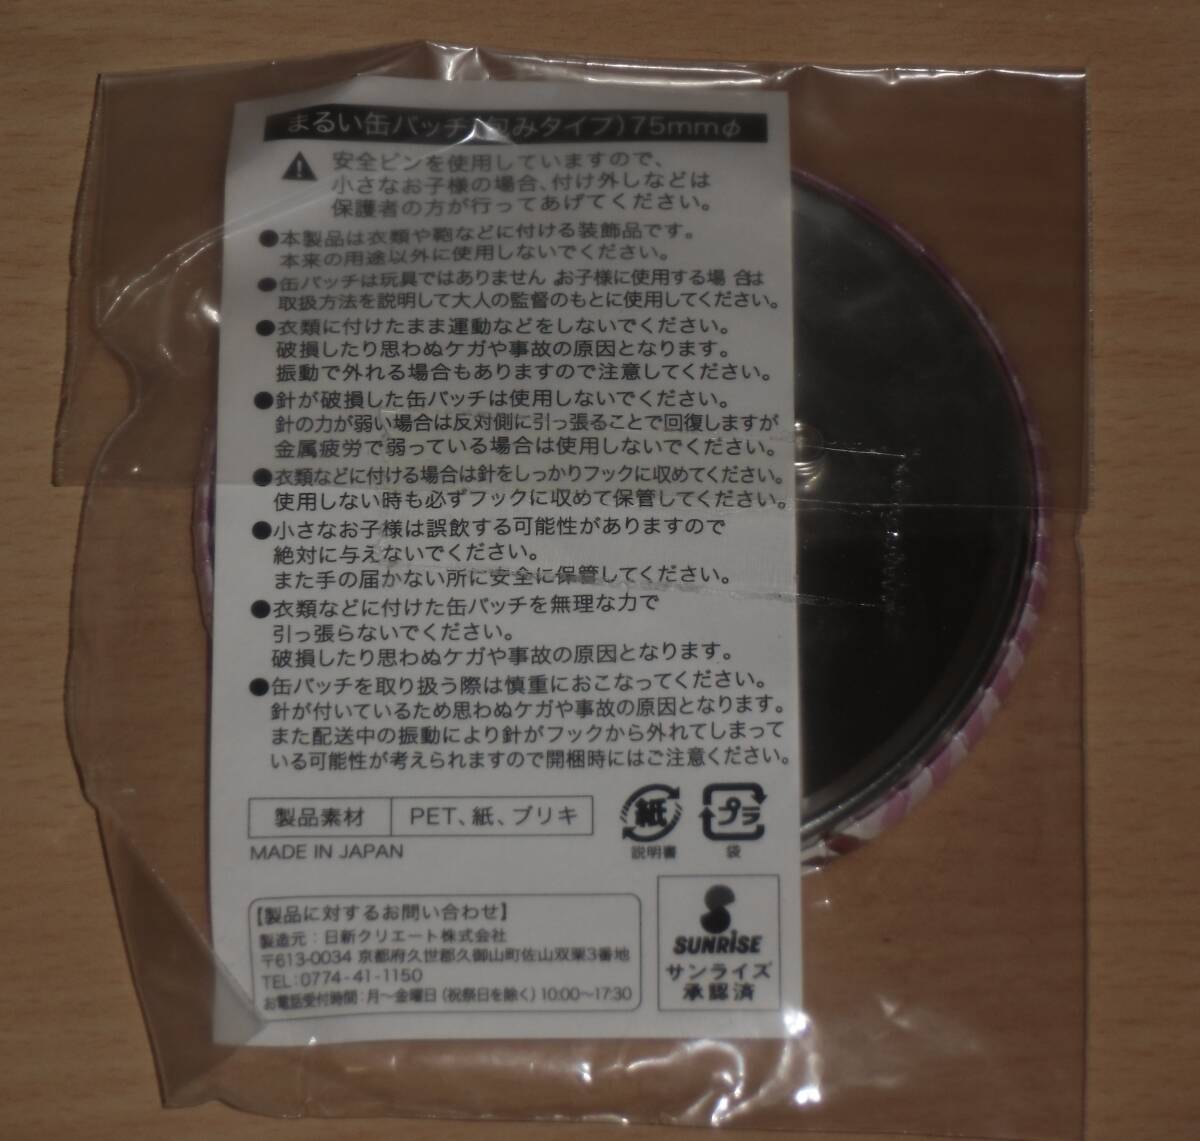 まるい缶バッチ(包みタイプ)75mmφ
安全ピンを使用していますので、
小さなお子様の場合、付け外しなどは
保護者の方が行ってあげてください。
●本製品は衣類や鞄などに付ける装飾品です。
本来の用途以外に使用しないでください。
●缶バッチは玩具ではありません。お子様に使用する場合は
取扱方法を説明して大人の監督のもとに使用してください。
●衣類に付けたまま運動などをしないでください。
破損したり思わぬケガや事故の原因となります。
振動で外れる場合もありますので注意してください。
●針が破損した缶バッチは使用しないでください。
針の力が弱い場合は反対側に引っ張ることで回復しますが
金属疲労で弱っている場合は使用しないでください。
●衣類などに付ける場合は針をしっかりフックに収めてください。
使用しない時も必ずフックに収めて保管してください。
●小さなお子様は誤飲する可能性がありますので
絶対に与えないでください。
また手の届かない所に安全に保管してください。
●衣類などに付けた缶バッチを無理な力で
引っ張らないでください。
破損したり思わぬケガや事故の原因となります。
●缶バッチを取り扱う際は慎重におこなってください。
針が付いているため思わぬケガや事故の原因となります。
また配送中の振動により針がフックから外れてしまって
いる可能性が考えられますので開梱時にはご注意ください。
製品素材 PET、紙、ブリキ
MADE IN JAPAN
紙
説明書
プラ
袋
【製品に対するお問い合わせ】
製造元：日新クリエート株式会社
〒613-0034 京都府久世郡久御山町佐山双栗3番地
TEL:0774-41-1150
お電話受付時間：月～金曜日(祝祭日を除く)10:00～17:30
SUNRISE
サンライズ
承認済